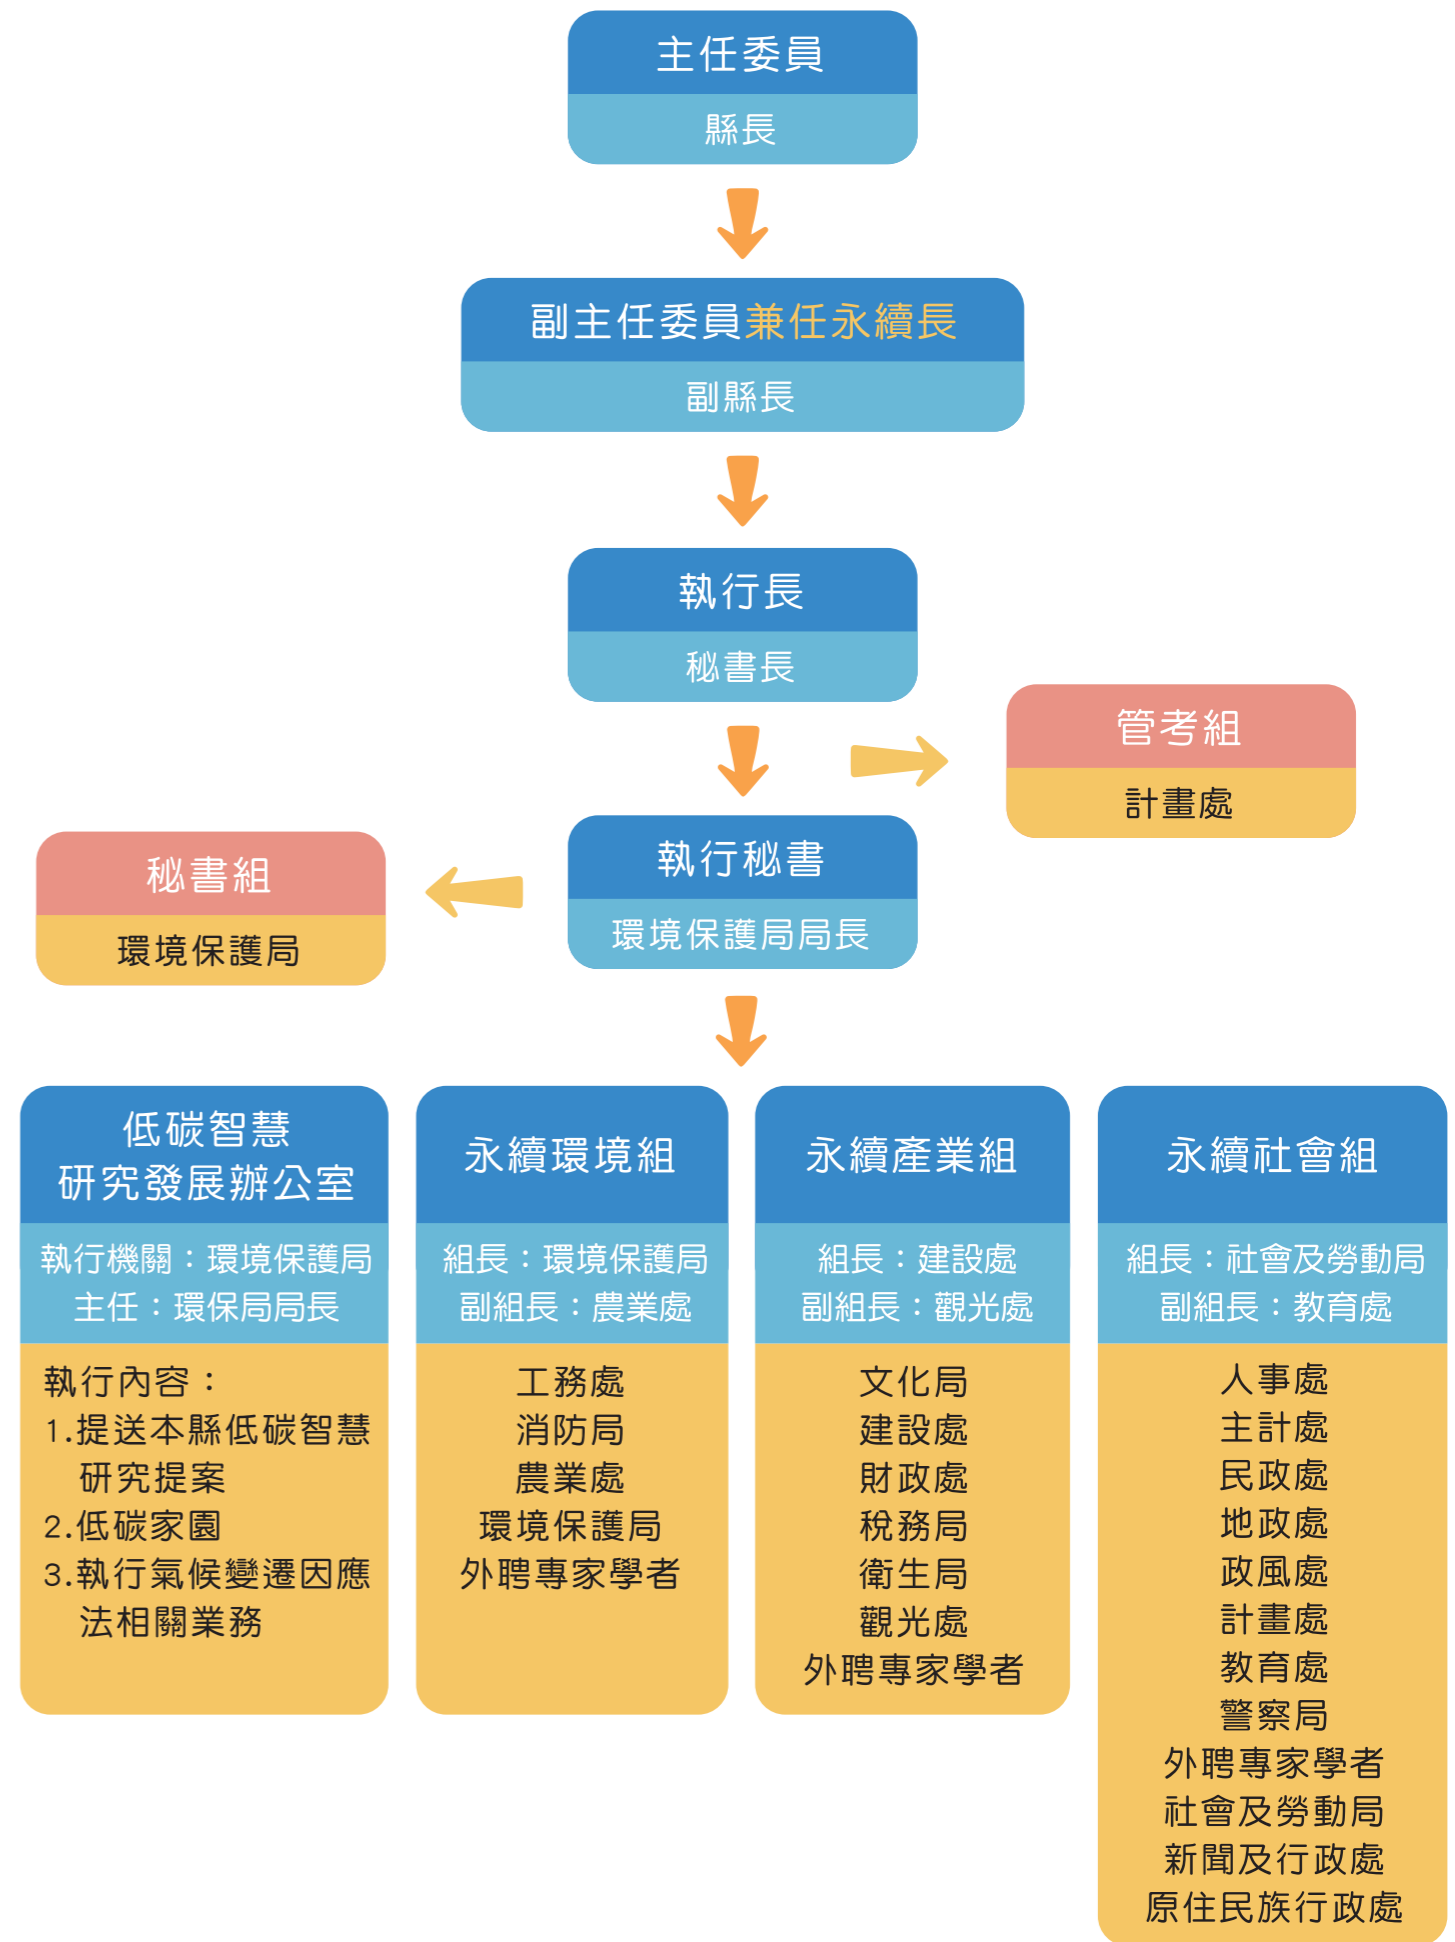 主任委員
縣長
副主任委員兼任永續長
副縣長
執行長
秘書長
管考組
計畫處
執行秘書
環境保護局局長
秘書組
環境保護局
低碳智慧
研究發展辦公室
執行機關：環境保護局
主任：環保局局長
執行內容：
1.提送本縣低碳智慧
研究提案
2.低碳家園
3.執行氣候變遷因應
法相關業務
永續環境組
組長：環境保護局
副組長：農業處
工務處
消防局
農業處
環境保護局
外聘專家學者
永續產業組
組長：建設處
副組長：觀光處
文化局
建設處
財政處
稅務局
衛生局
觀光處
外聘專家學者
永續社會組
組長：社會及勞動局
副組長：教育處
人事處
主計處
民政處
地政處
政風處
計畫處
教育處
警察局
外聘專家學者
社會及勞動局
新聞及行政處
原住民族行政處